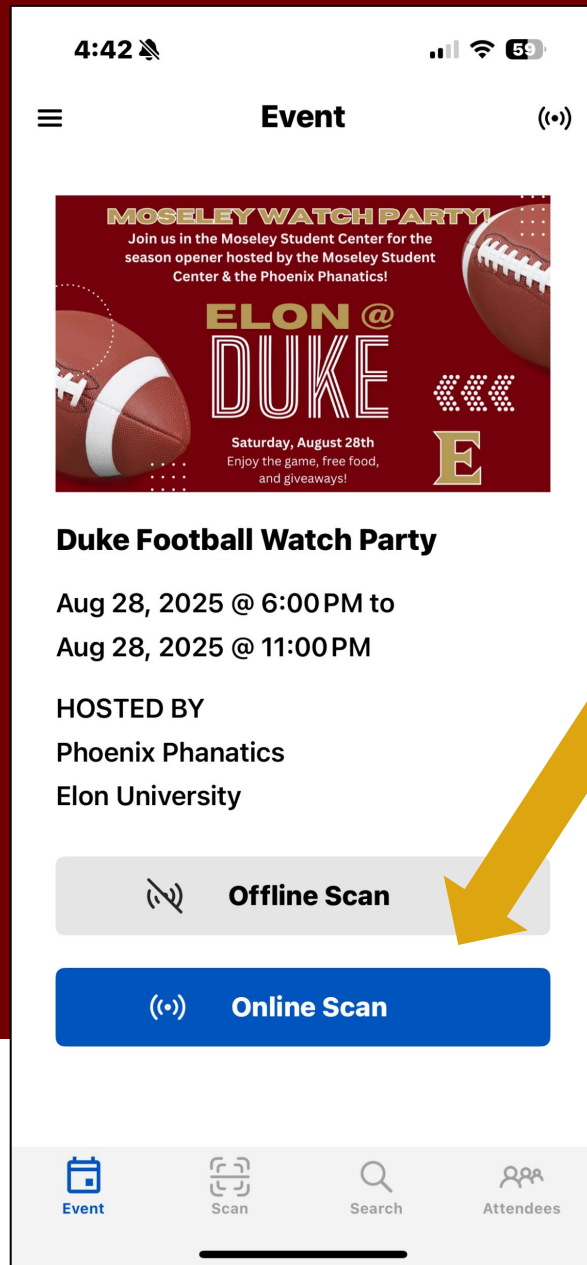 4:42
59
Event
MOSELEY WATCH PARTY!
Join us in the Moseley Student Center for the
season opener hosted by the Moseley Student
Center & the Phoenix Phanatics!
ELON @
DUKE
Saturday, August 28th
Enjoy the game, free food,
and giveaways!
E
Duke Football Watch Party
Aug 28, 2025 @ 6:00 PM to
Aug 28, 2025 @ 11:00 PM
HOSTED BY
Phoenix Phanatics
Elon University
Offline Scan
Online Scan
Event Scan Search Attendees